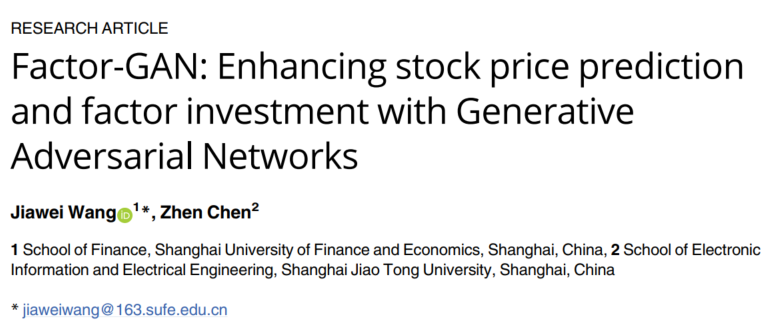 RESEARCH ARTICLE
Factor-GAN: Enhancing stock price prediction
and factor investment with Generative
Adversarial Networks
Jiawei Wang iD 1*, Zhen Chen2
1 School of Finance, Shanghai University of Finance and Economics, Shanghai, China, 2 School of Electronic
Information and Electrical Engineering, Shanghai Jiao Tong University, Shanghai, China
* jiaweiwang@163.sufe.edu.cn